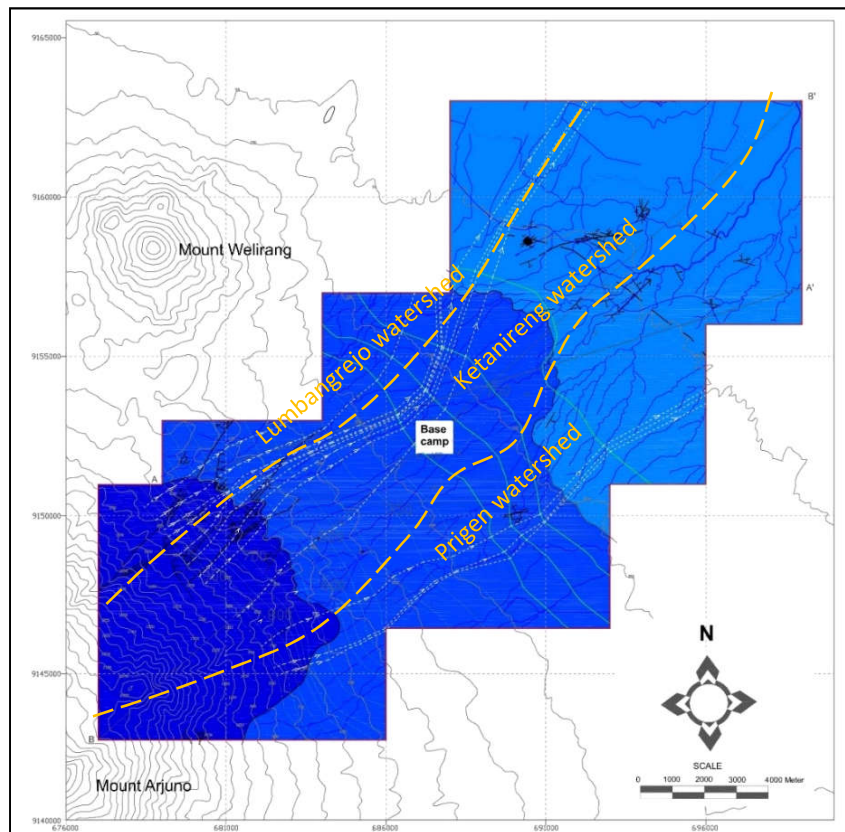 9165000
B'
9160000
Mount Welirang
A'
Lumbangrejo watershed
Ketanireng watershed
9155000
Base
camp
A
Prigen watershed
9150000
N
9145000
SCALE
B
0 1000 2000 3000 4000 Meter
Mount Arjuno
9140000
676000
696000